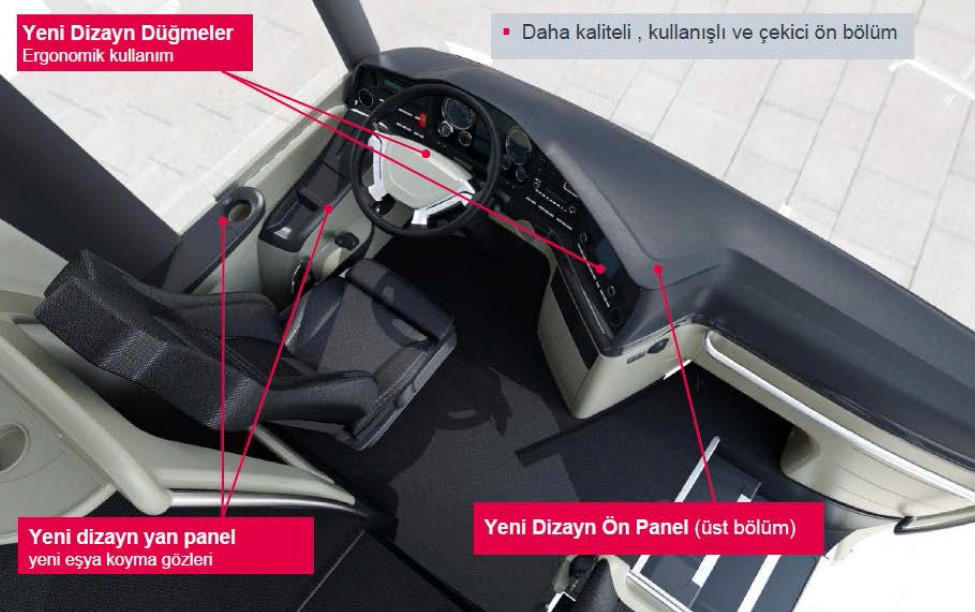 Yeni Dizayn Düğmeler
Ergonomik kullanım
Daha kaliteli , kullanışlı ve çekici ön bölüm
Yeni dizayn yan panel
yeni eşya koyma gözleri
Yeni Dizayn Ön Panel (üst bölüm)